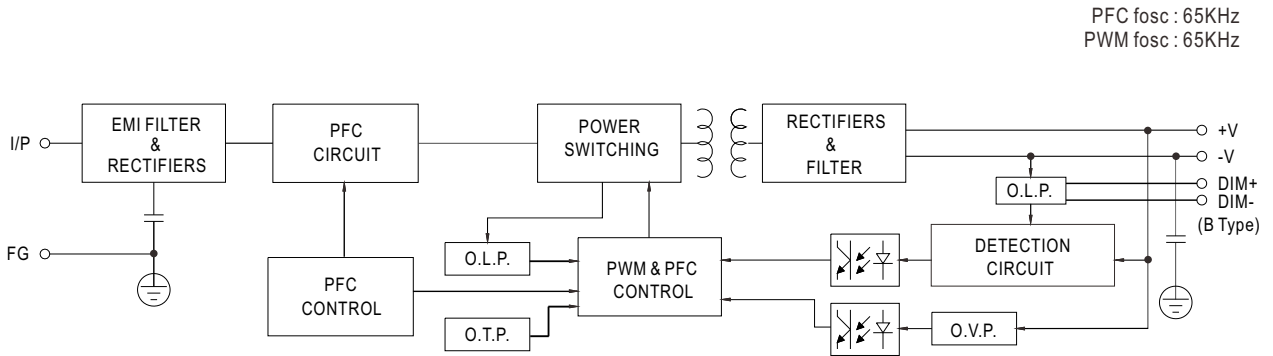 PFC fosc : 65KHz
PWM fosc : 65KHz
I/P
EMI FILTER
&
RECTIFIERS
PFC
CIRCUIT
POWER
SWITCHING
RECTIFIERS
&
FILTER
+V
-V
DIM+
DIM-
(B Type)
O.L.P.
FG
O.L.P.
PFC
CONTROL
PWM & PFC
CONTROL
DETECTION
CIRCUIT
O.T.P.
O.V.P.